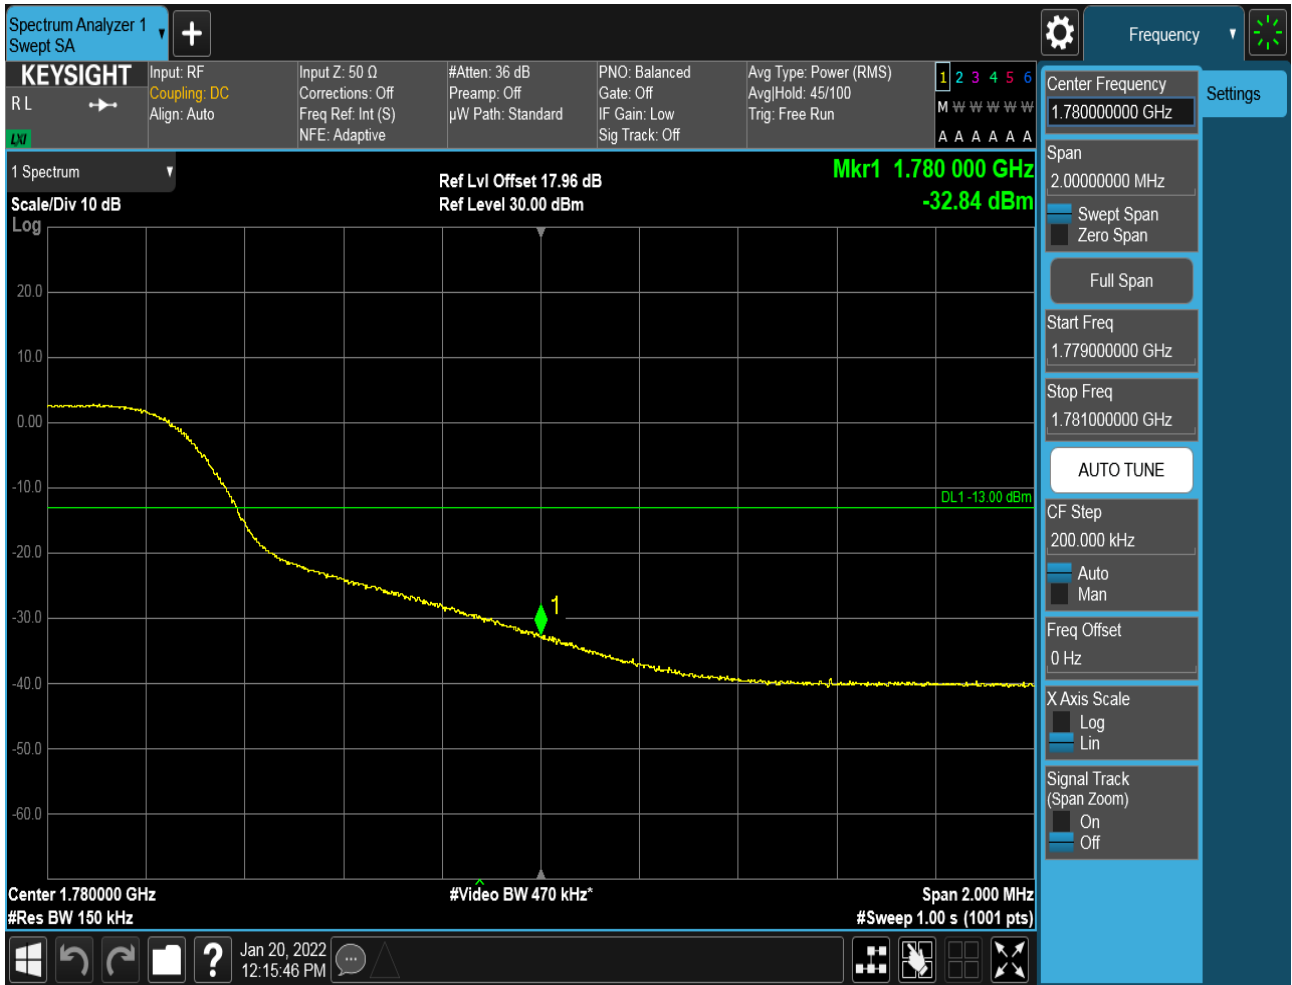 Spectrum Analyzer 1
Swept SA
Frequency
KEYSIGHT
R L
LXI
Input: RF
Coupling: DC
Align: Auto
Input Z: 50 Ω
Corrections: Off
Freq Ref: Int (S)
NFE: Adaptive
#Atten: 36 dB
Preamp: Off
µW Path: Standard
PNO: Balanced
Gate: Off
IF Gain: Low
Sig Track: Off
Avg Type: Power (RMS)
Avg|Hold: 45/100
Trig: Free Run
1 2 3 4 5 6
M W W W W W
A A A A A A
1 Spectrum
Scale/Div 10 dB
Log
Ref Lvl Offset 17.96 dB
Ref Level 30.00 dBm
Mkr1 1.780 000 GHz
-32.84 dBm
20.0
10.0
0.00
-10.0
-20.0
-30.0
-40.0
-50.0
-60.0
DL1 -13.00 dBm
1
Center 1.780000 GHz
#Res BW 150 kHz
#Video BW 470 kHz*
Span 2.000 MHz
#Sweep 1.00 s (1001 pts)
Jan 20, 2022
12:15:46 PM
Center Frequency
1.780000000 GHz
Settings
Span
2.00000000 MHz
Swept Span
Zero Span
Full Span
Start Freq
1.779000000 GHz
Stop Freq
1.781000000 GHz
AUTO TUNE
CF Step
200.000 kHz
Auto
Man
Freq Offset
0 Hz
X Axis Scale
Log
Lin
Signal Track
(Span Zoom)
On
Off